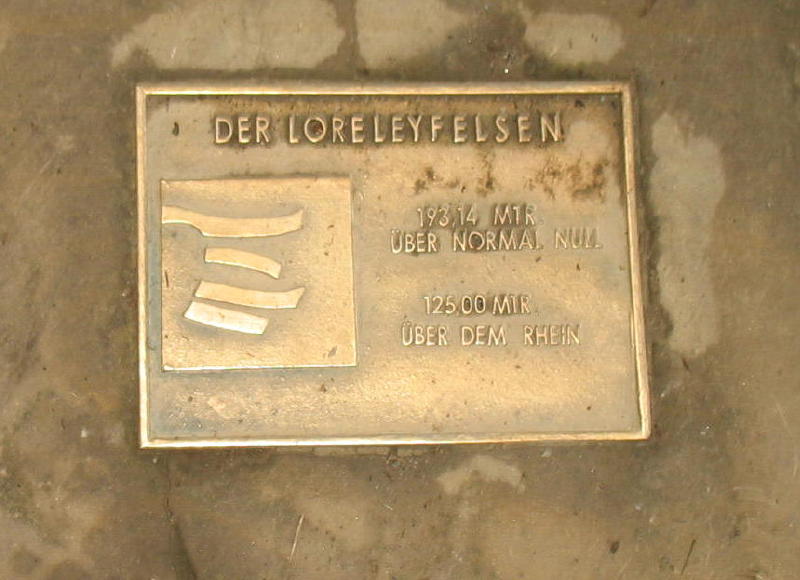 DER LORELEYFELSEN
193,14 MTR.
ÜBER NORMAL NULL
125,00 MTR.
ÜBER DEM RHEIN